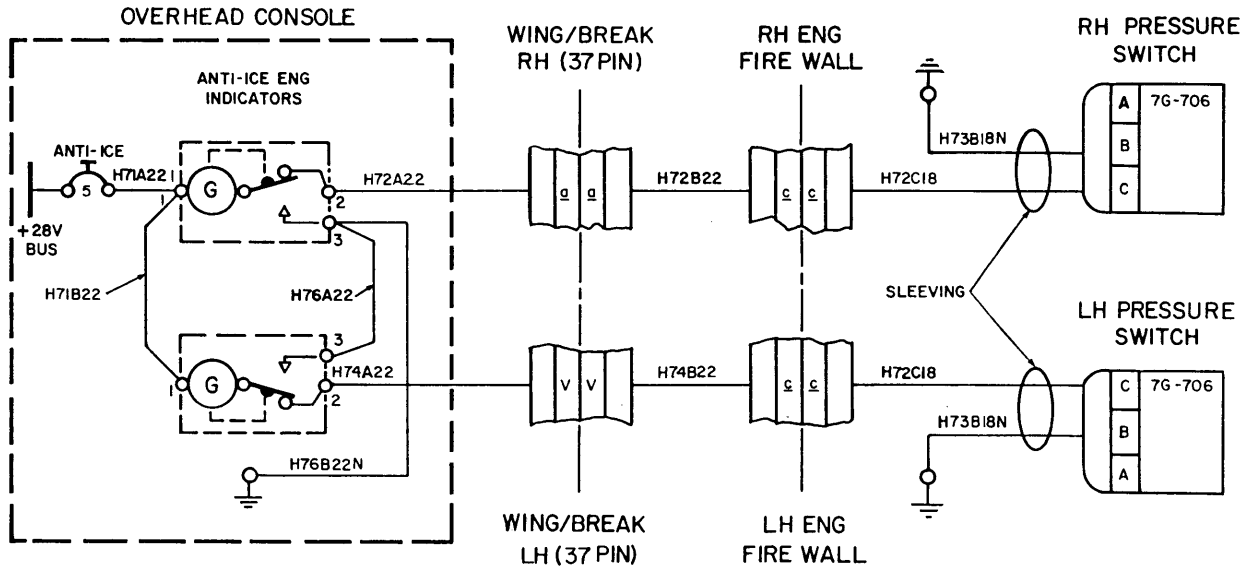 OVERHEAD CONSOLE
WING/BREAK
RH (37 PIN)
RH ENG
FIRE WALL
RH PRESSURE
SWITCH
ANTI-ICE ENG
INDICATORS
ANTI-ICE
5
H71A22
1
G
2
3
+28V
BUS
H72A22
a a
H72B22
c c
H72C18
H73B18N
A
B
C
7G-706
H71B22
H76A22
SLEEVING
LH PRESSURE
SWITCH
1
G
3
2
H74A22
V V
H74B22
c c
H72C18
H73B18N
C
B
A
7G-706
H76B22N
WING/BREAK
LH (37 PIN)
LH ENG
FIRE WALL